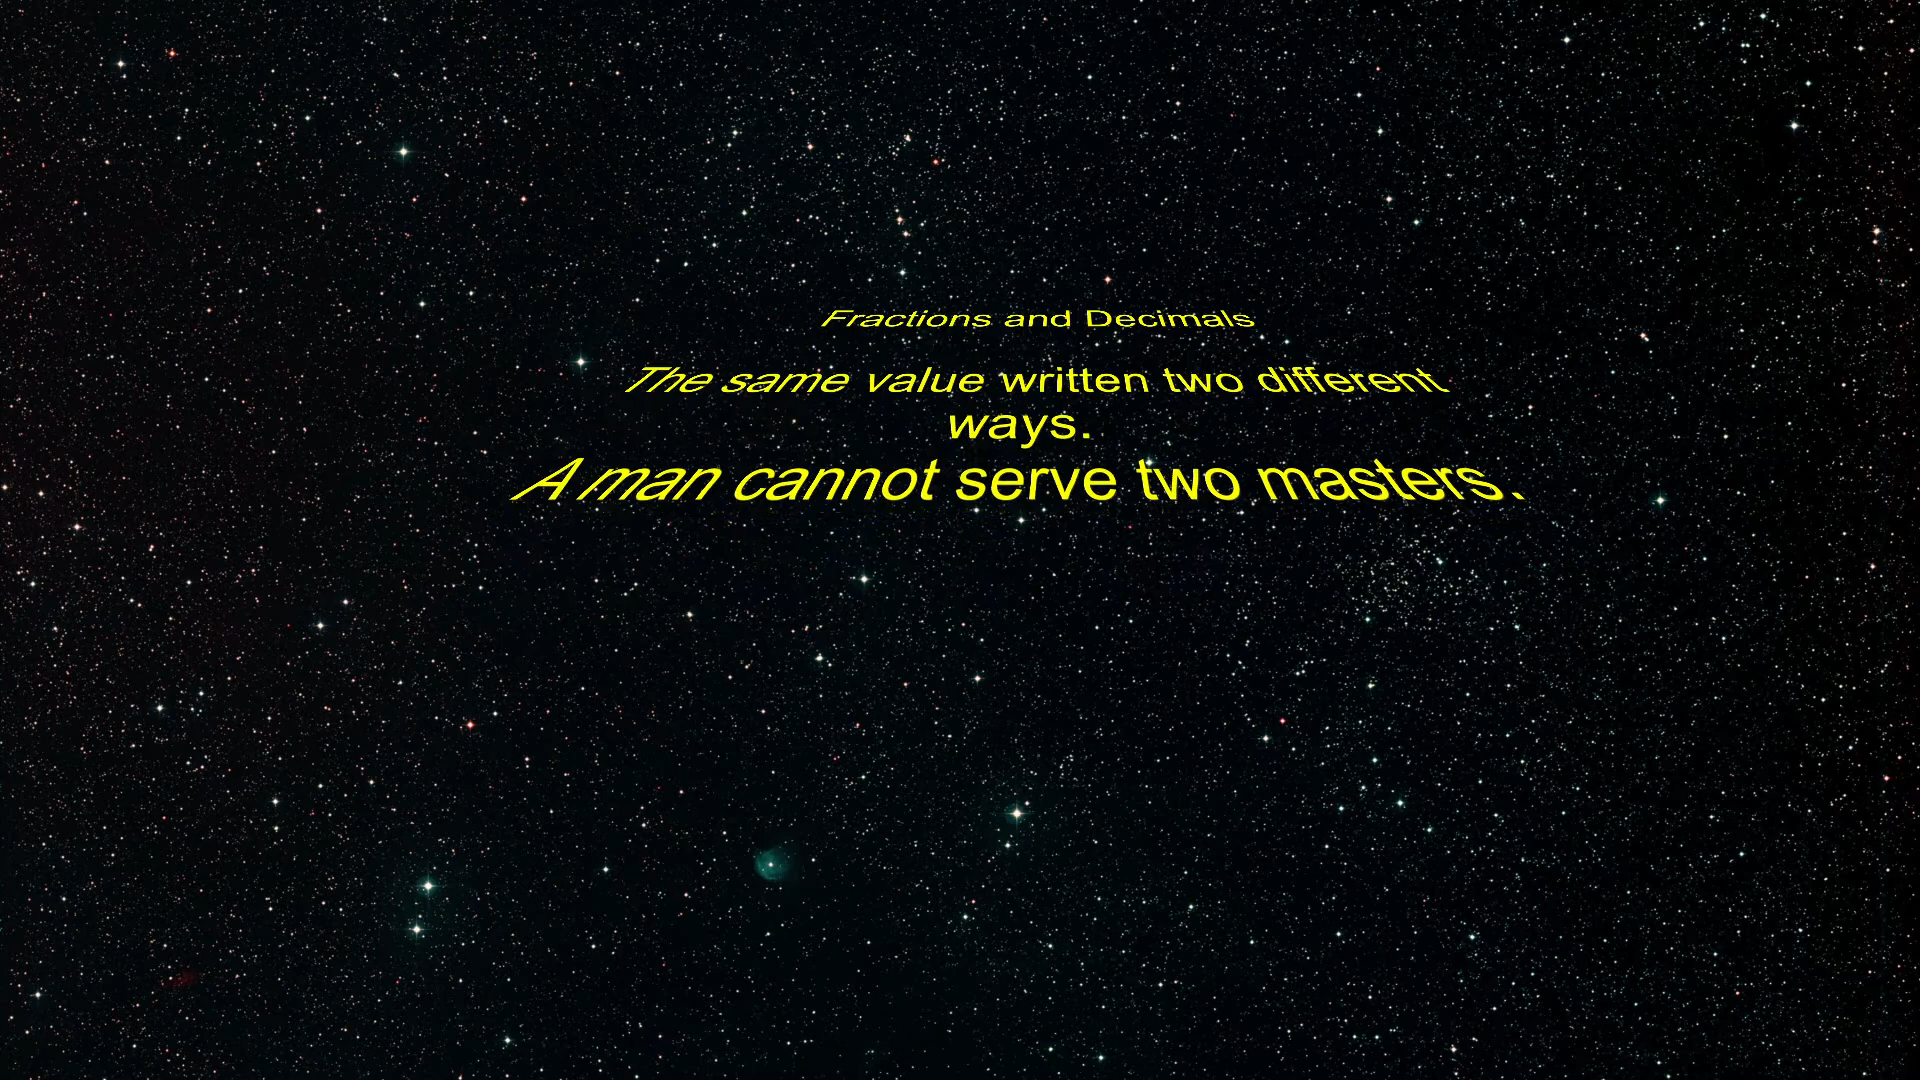 Fractions and Decimals
The same value written two different
ways.
A man cannot serve two masters.